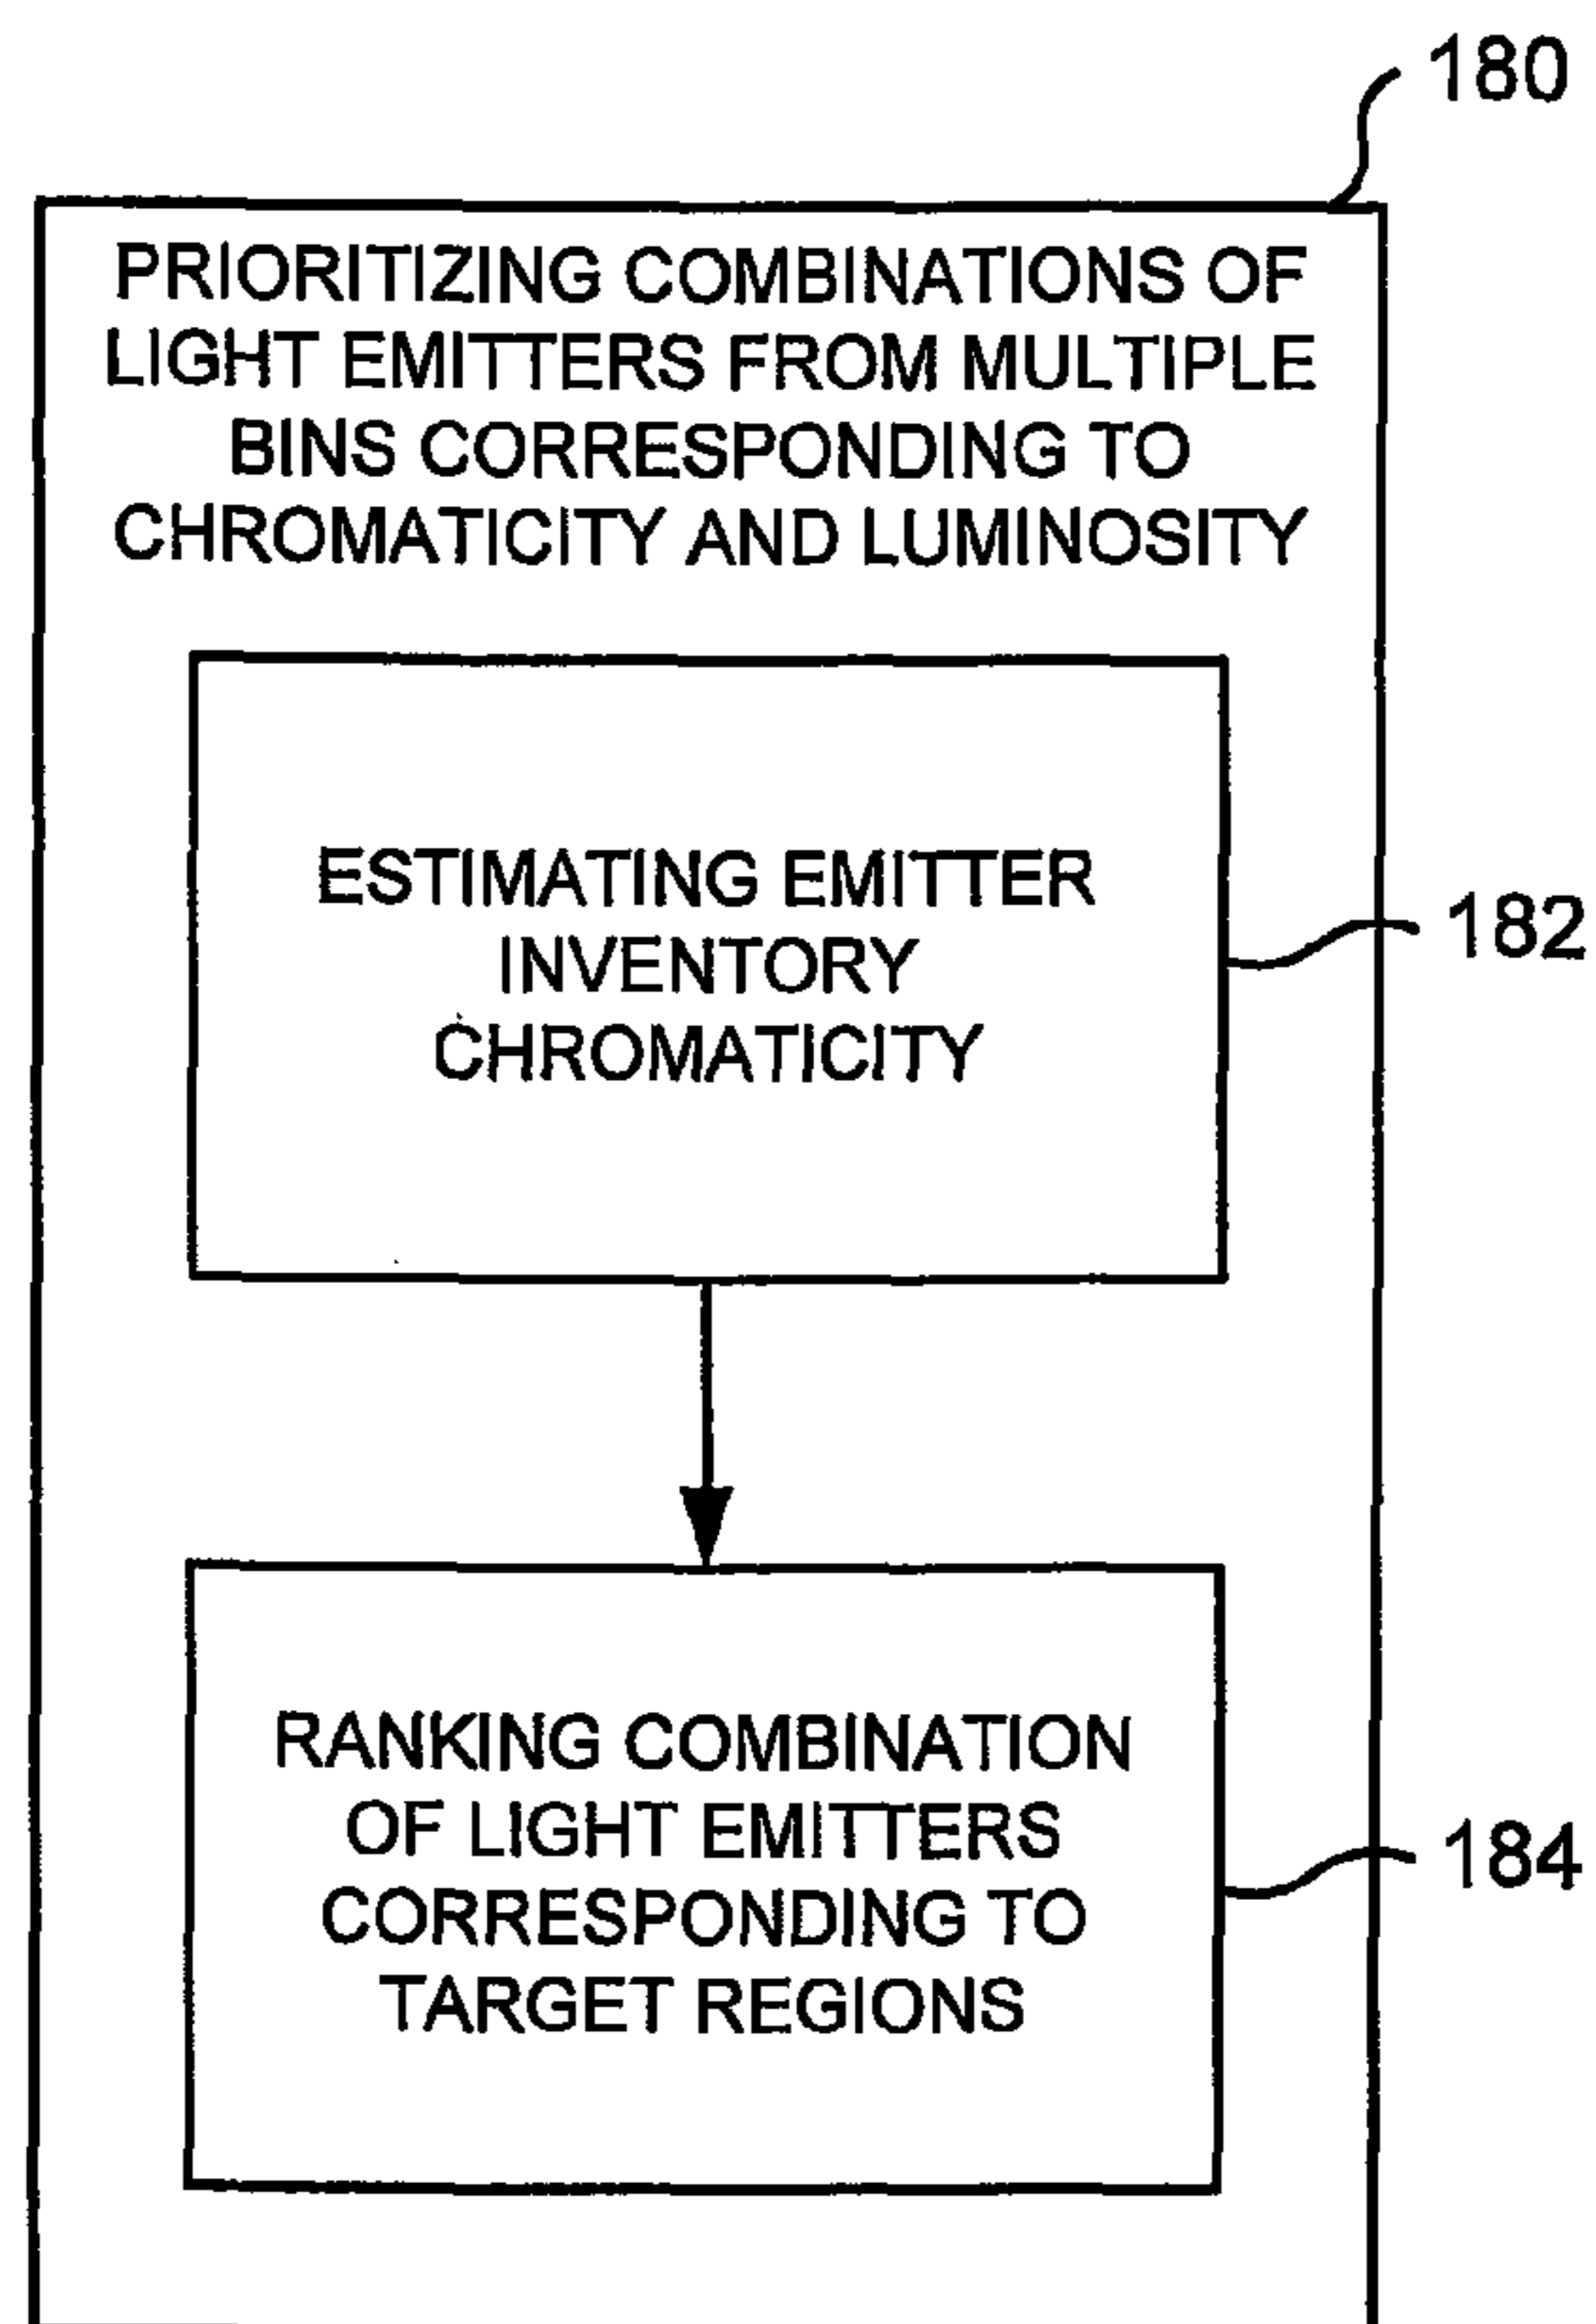 180
PRIORITIZING COMBINATIONS OF
LIGHT EMITTERS FROM MULTIPLE
BINS CORRESPONDING TO
CHROMATICITY AND LUMINOSITY
ESTIMATING EMITTER
INVENTORY
CHROMATICITY
182
RANKING COMBINATION
OF LIGHT EMITTERS
CORRESPONDING TO
TARGET REGIONS
184